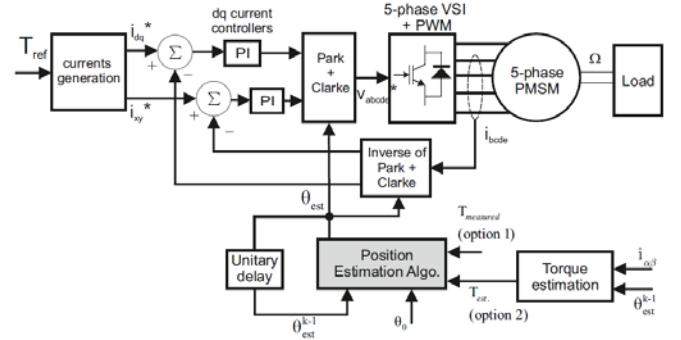 5-phase VSI
+ PWM
dq current
controllers
T_ref
currents
generation
i_dq*
i_xy*
Σ
+
−
PI
Σ
+
−
PI
Park
+
Clarke
V_abcde*
5-phase
PMSM
Ω
Load
i_bcde
Inverse of
Park +
Clarke
θ_est
T_measured
(option 1)
Unitary
delay
Position
Estimation Algo.
T_est.
(option 2)
Torque
estimation
i_αβ
θ_est^k-1
θ_est^k-1
θ_0